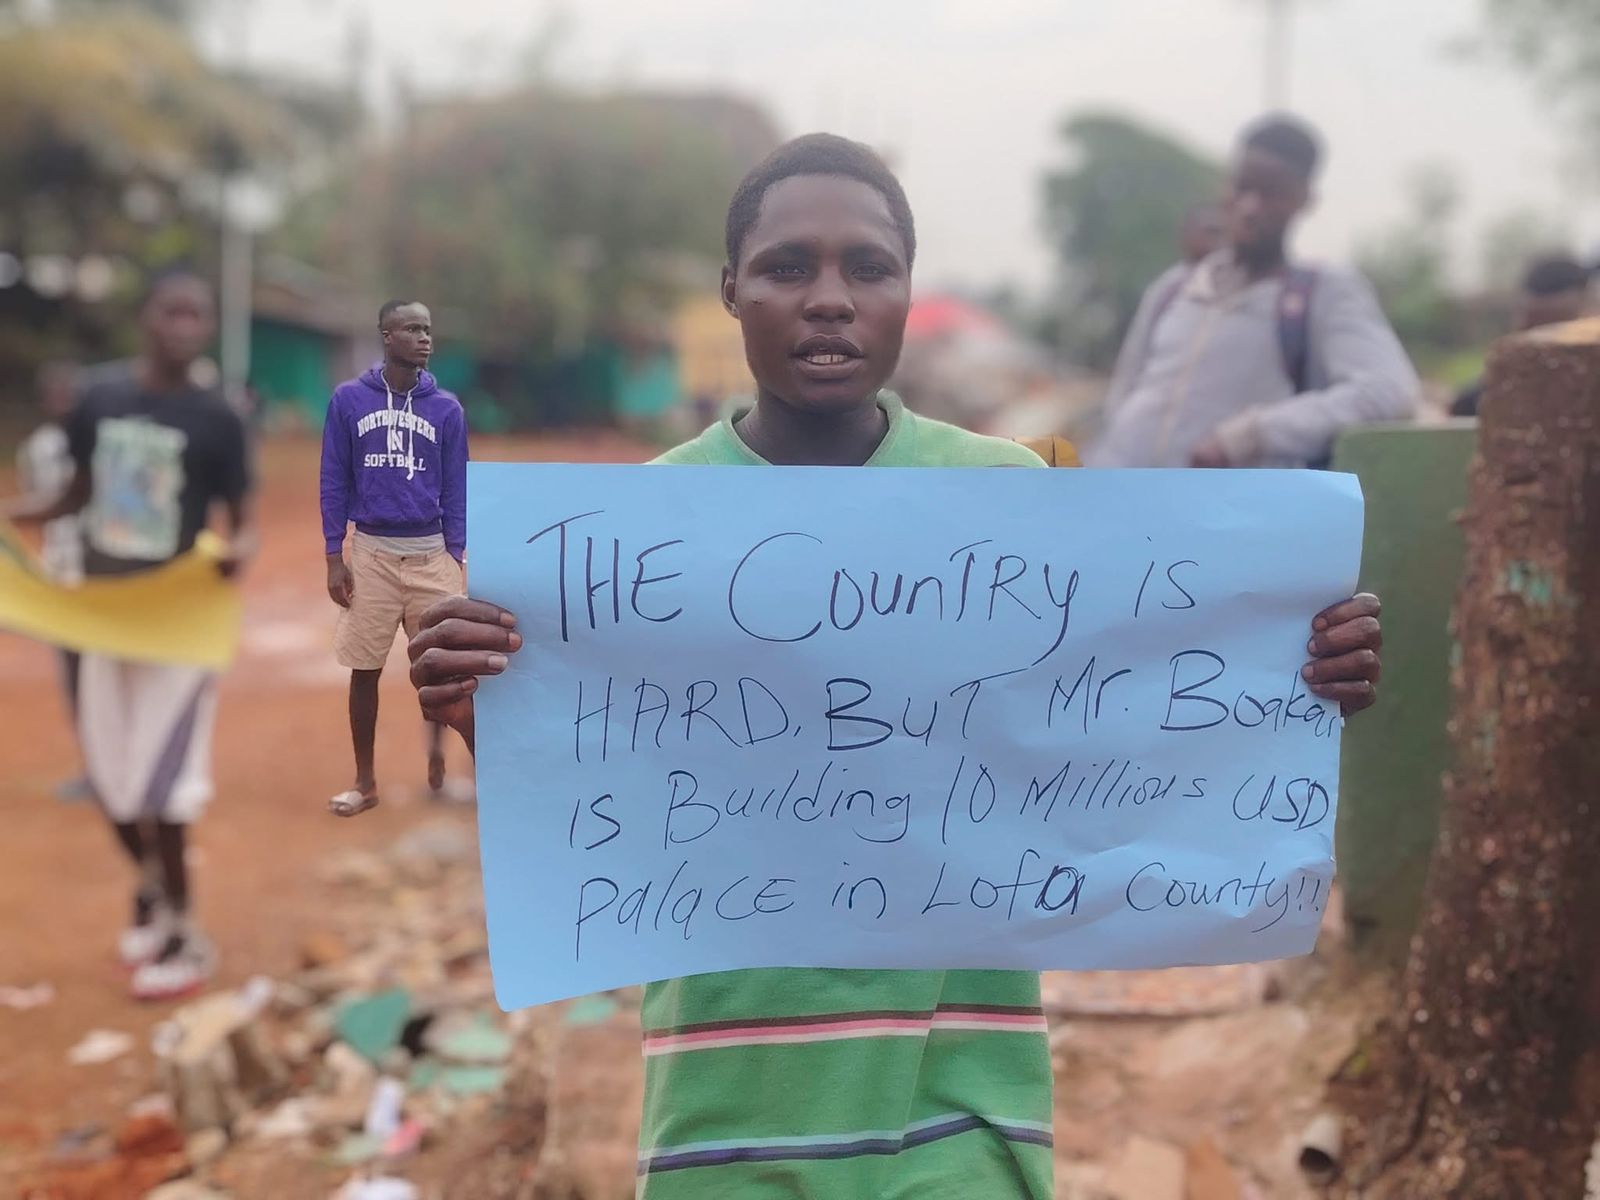 NORTHWESTERN
N
SOFTBALL
THE COUNTRY is
HARD. BUT Mr. Boakai
is Building 10 Millions USD
palace in Lofa County!!